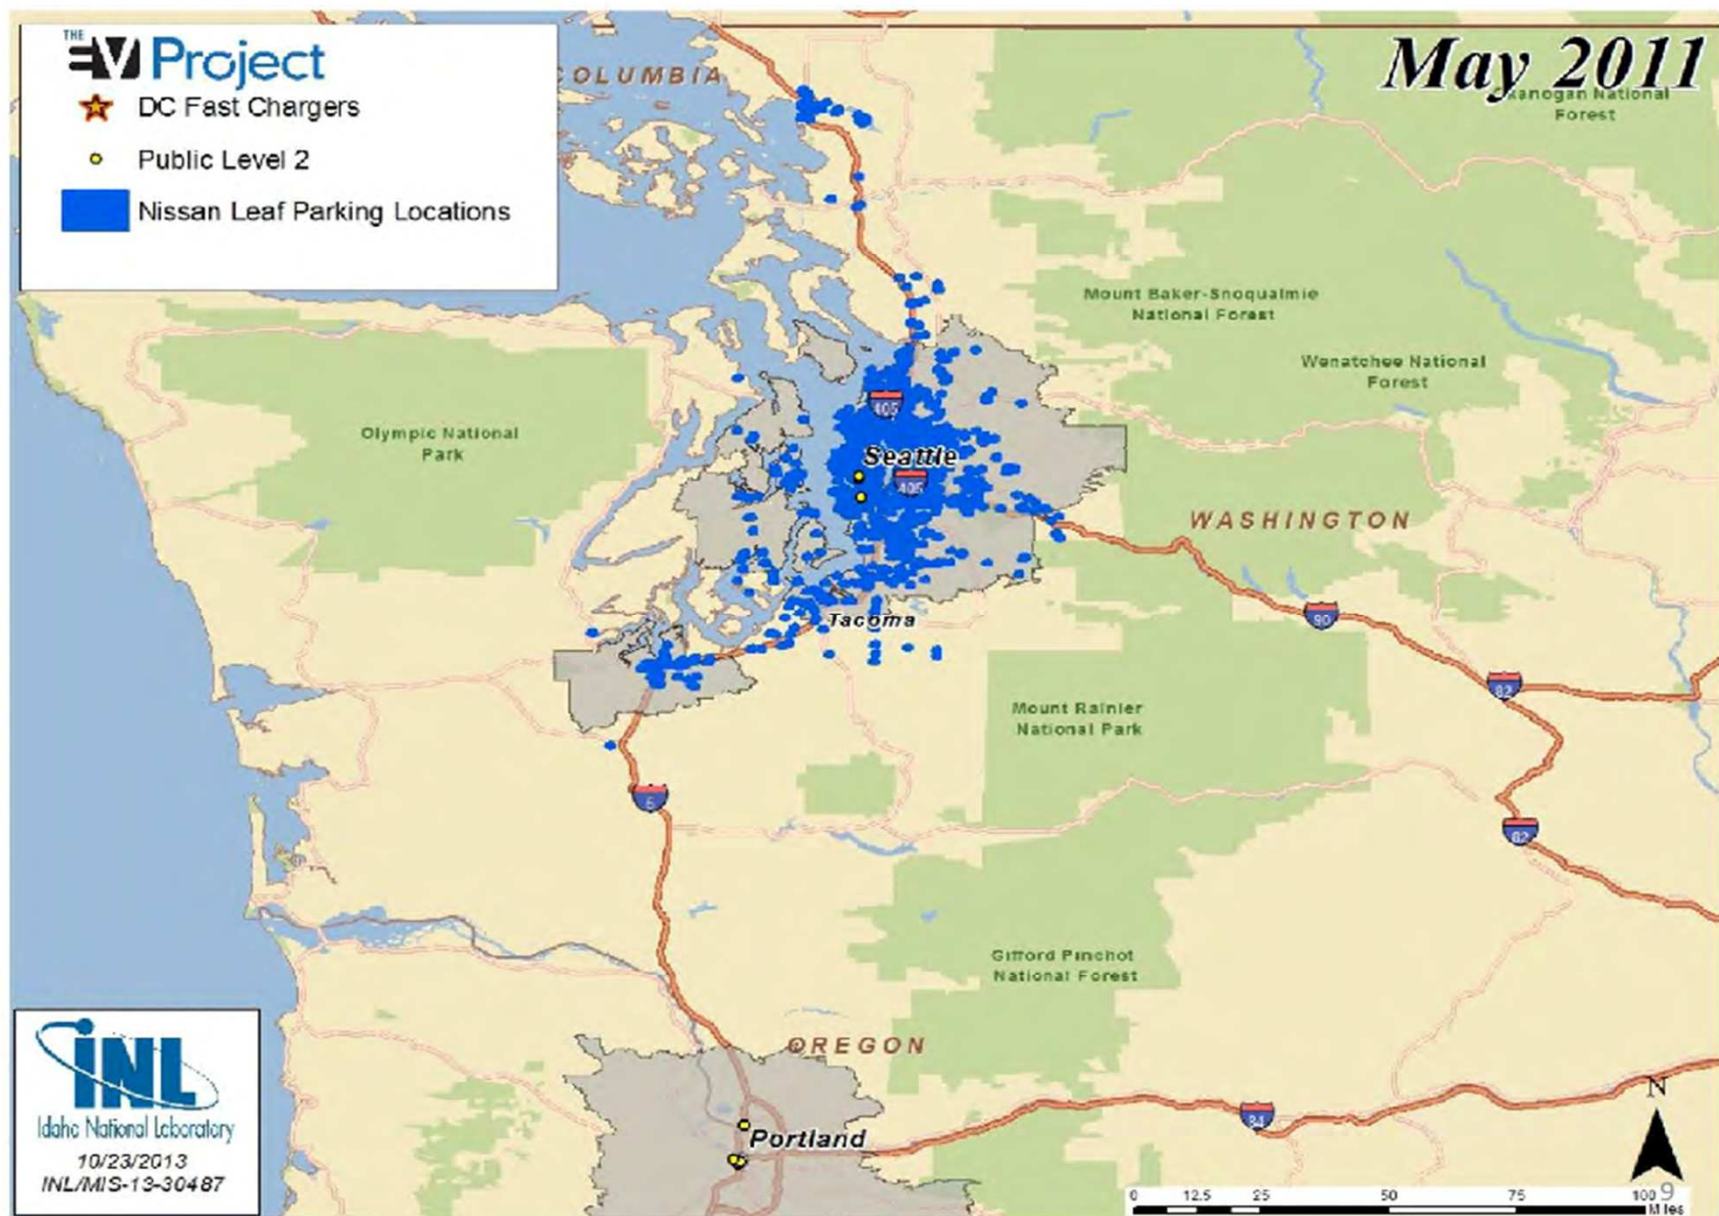 THE
EV Project
DC Fast Chargers
Public Level 2
Nissan Leaf Parking Locations
May 2011
COLUMBIA
Okanogan National
Forest
Mount Baker-Snoqualmie
National Forest
Wenatchee National
Forest
405
Olympic National
Park
Seattle
405
WASHINGTON
Tacoma
90
82
Mount Rainier
National Park
5
82
Gifford Pinchot
National Forest
OREGON
84
Portland
INL
Idaho National Laboratory
10/23/2013
INL/MIS-13-30487
N
0 12.5 25 50 75 100
Miles
9